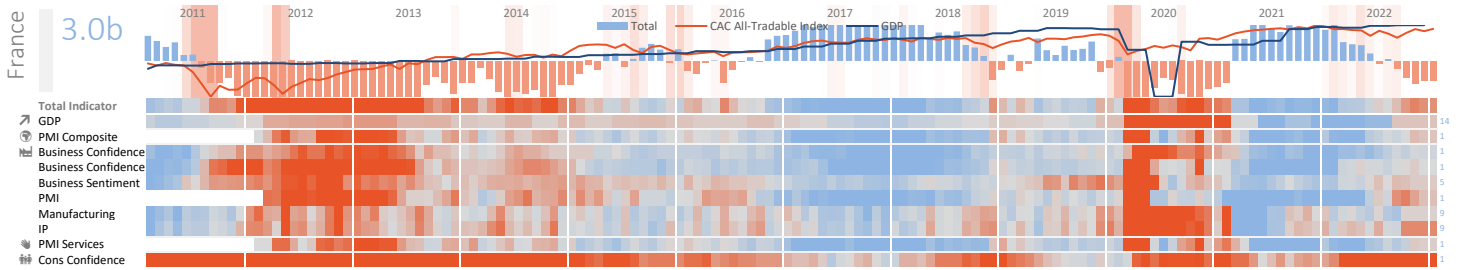 France
3.0b
2011 2012 2013 2014 2015 2016 2017 2018 2019 2020 2021 2022
Total CAC All-Tradable Index GDP
Total Indicator
GDP 14
PMI Composite 1
Business Confidence 1
Business Confidence 1
Business Sentiment 5
PMI 1
Manufacturing 9
IP 9
PMI Services 1
Cons Confidence 1